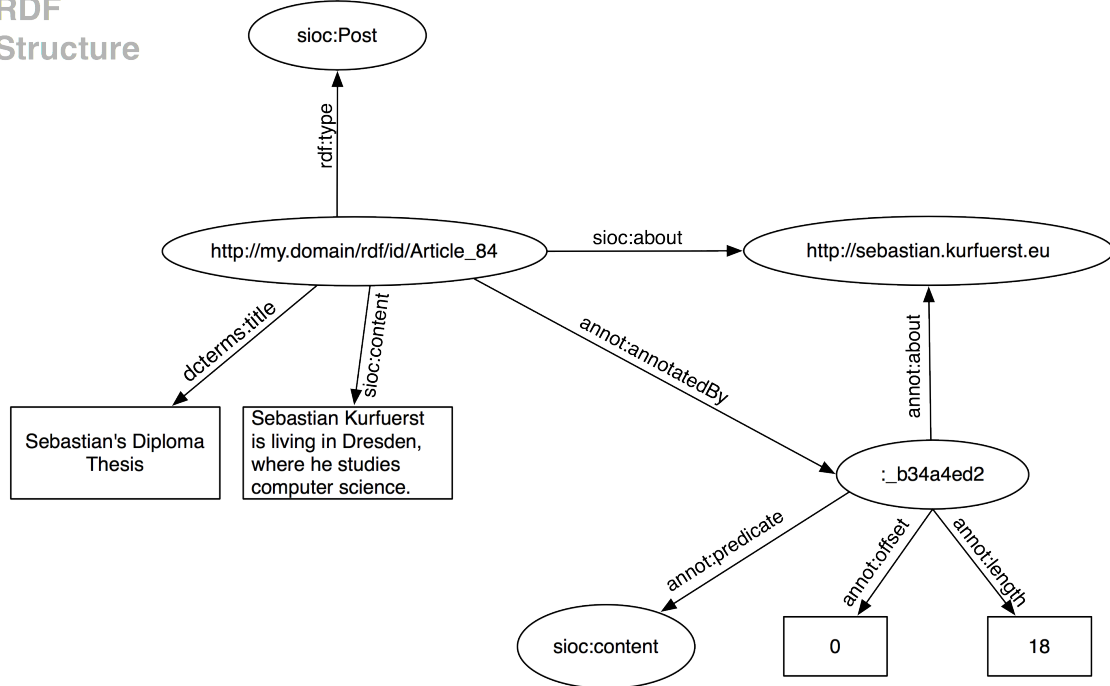 RDF
Structure
sioc:Post
rdf:type
http://my.domain/rdf/id/Article_84
sioc:about
http://sebastian.kurfuerst.eu
dcterms:title
sioc:content
annot:annotatedBy
annot:about
Sebastian's Diploma
Thesis
Sebastian Kurfuerst
is living in Dresden,
where he studies
computer science.
:_b34a4ed2
annot:predicate
annot:offset
annot:length
sioc:content
0
18